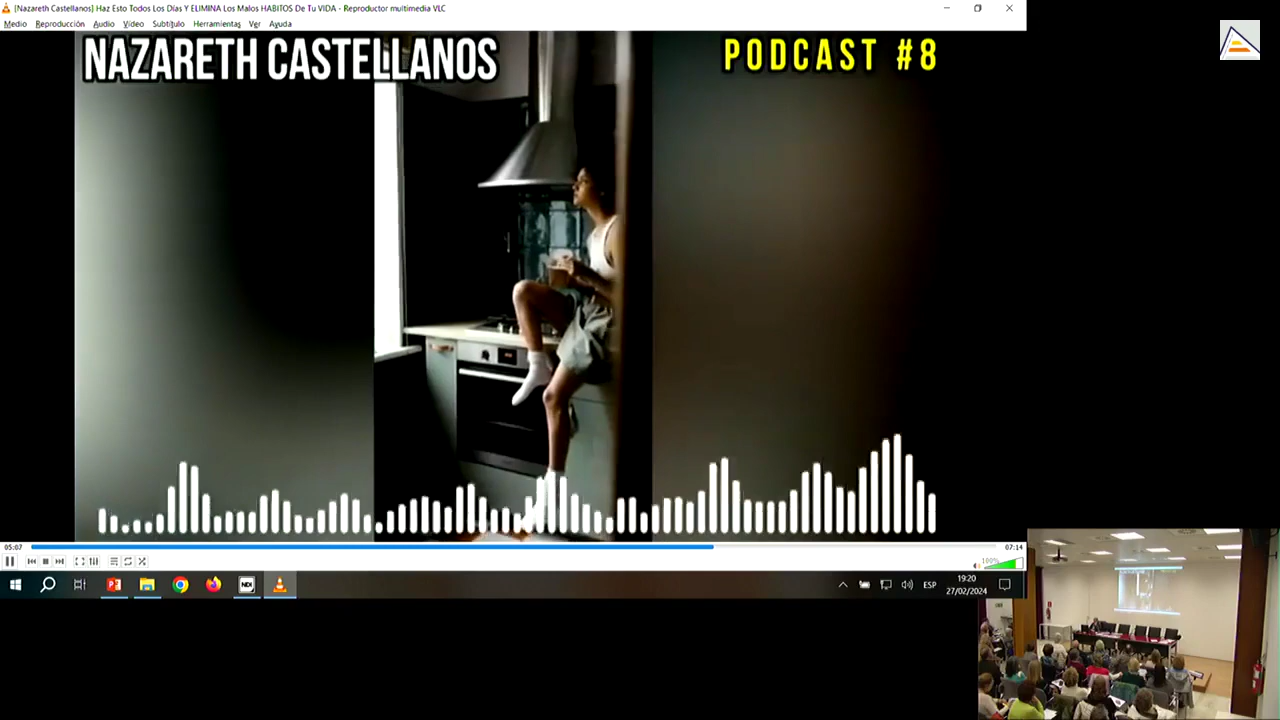 [Nazareth Castellanos] Haz Esto Todos Los Días Y ELIMINA Los Malos HÁBITOS De Tu VIDA - Reproductor multimedia VLC
Medio Reproducción Audio Vídeo Subtítulo Herramientas Ver Ayuda
NAZARETH CASTELLANOS
PODCAST #8
05:07
07:14
100%
NDI
ESP
19:20
27/02/2024